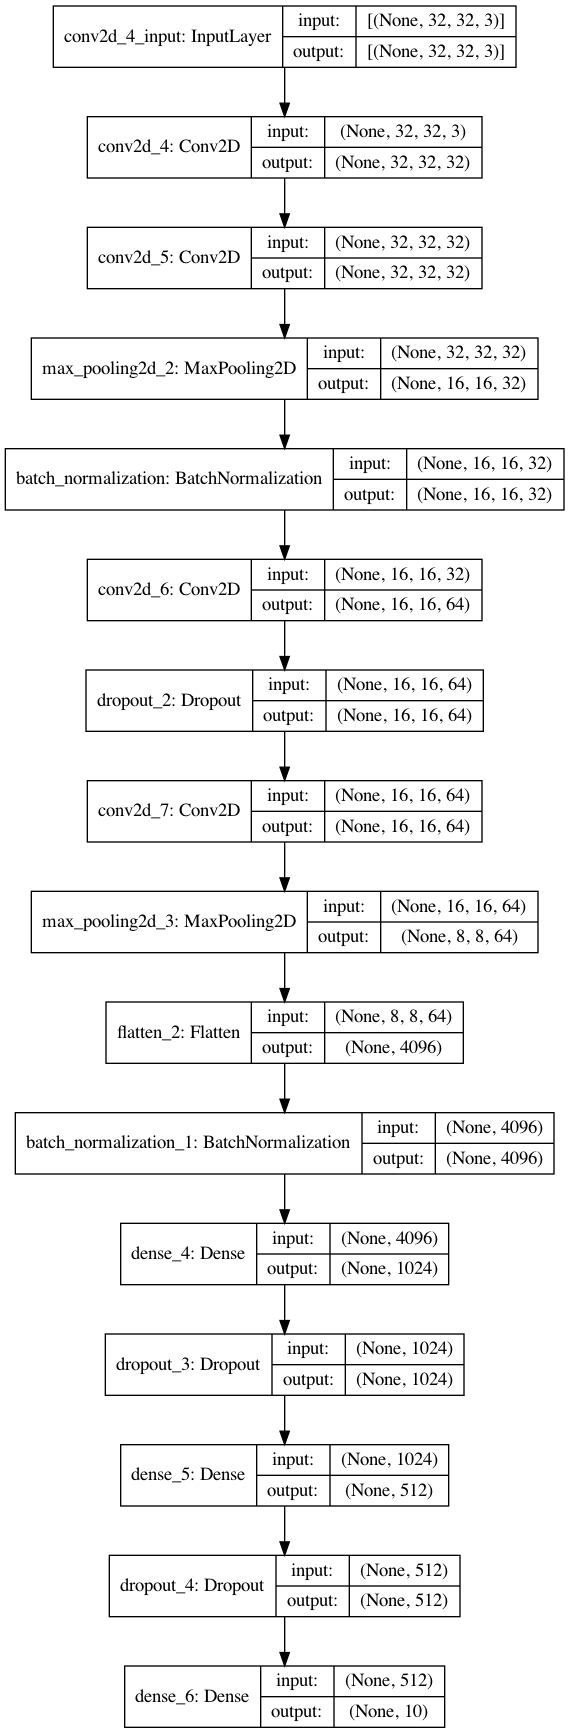 conv2d_4_input: InputLayer
input: [(None, 32, 32, 3)]
output: [(None, 32, 32, 3)]
conv2d_4: Conv2D
input: (None, 32, 32, 3)
output: (None, 32, 32, 32)
conv2d_5: Conv2D
input: (None, 32, 32, 32)
output: (None, 32, 32, 32)
max_pooling2d_2: MaxPooling2D
input: (None, 32, 32, 32)
output: (None, 16, 16, 32)
batch_normalization: BatchNormalization
input: (None, 16, 16, 32)
output: (None, 16, 16, 32)
conv2d_6: Conv2D
input: (None, 16, 16, 32)
output: (None, 16, 16, 64)
dropout_2: Dropout
input: (None, 16, 16, 64)
output: (None, 16, 16, 64)
conv2d_7: Conv2D
input: (None, 16, 16, 64)
output: (None, 16, 16, 64)
max_pooling2d_3: MaxPooling2D
input: (None, 16, 16, 64)
output: (None, 8, 8, 64)
flatten_2: Flatten
input: (None, 8, 8, 64)
output: (None, 4096)
batch_normalization_1: BatchNormalization
input: (None, 4096)
output: (None, 4096)
dense_4: Dense
input: (None, 4096)
output: (None, 1024)
dropout_3: Dropout
input: (None, 1024)
output: (None, 1024)
dense_5: Dense
input: (None, 1024)
output: (None, 512)
dropout_4: Dropout
input: (None, 512)
output: (None, 512)
dense_6: Dense
input: (None, 512)
output: (None, 10)